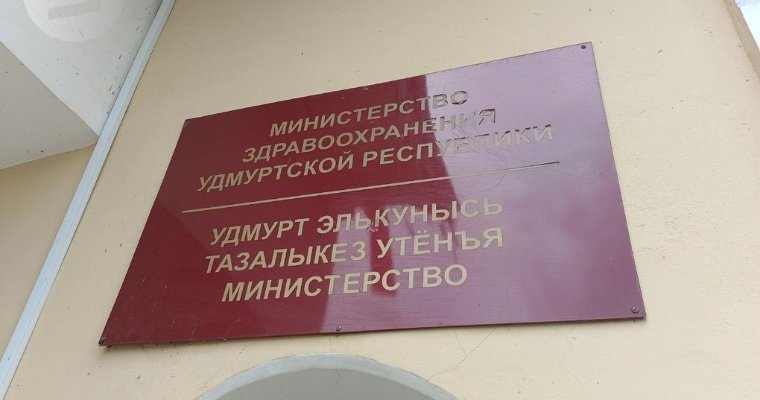 МИНИСТЕРСТВО
ЗДРАВООХРАНЕНИЯ
УДМУРТСКОЙ РЕСПУБЛИКИ
УДМУРТ ЭЛЬКУНЫСЬ
ТАЗАЛЫКЕЗ УТЁНЪЯ
МИНИСТЕРСТВО